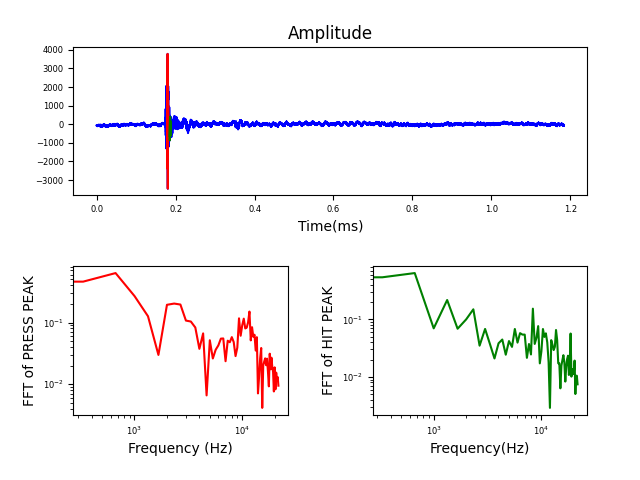 Amplitude
4000
3000
2000
1000
0
−1000
−2000
−3000
0.0 0.2 0.4 0.6 0.8 1.0 1.2
Time(ms)
FFT of PRESS PEAK
10⁻¹
10⁻²
10³ 10⁴
Frequency (Hz)
FFT of HIT PEAK
10⁻¹
10⁻²
10³ 10⁴
Frequency(Hz)